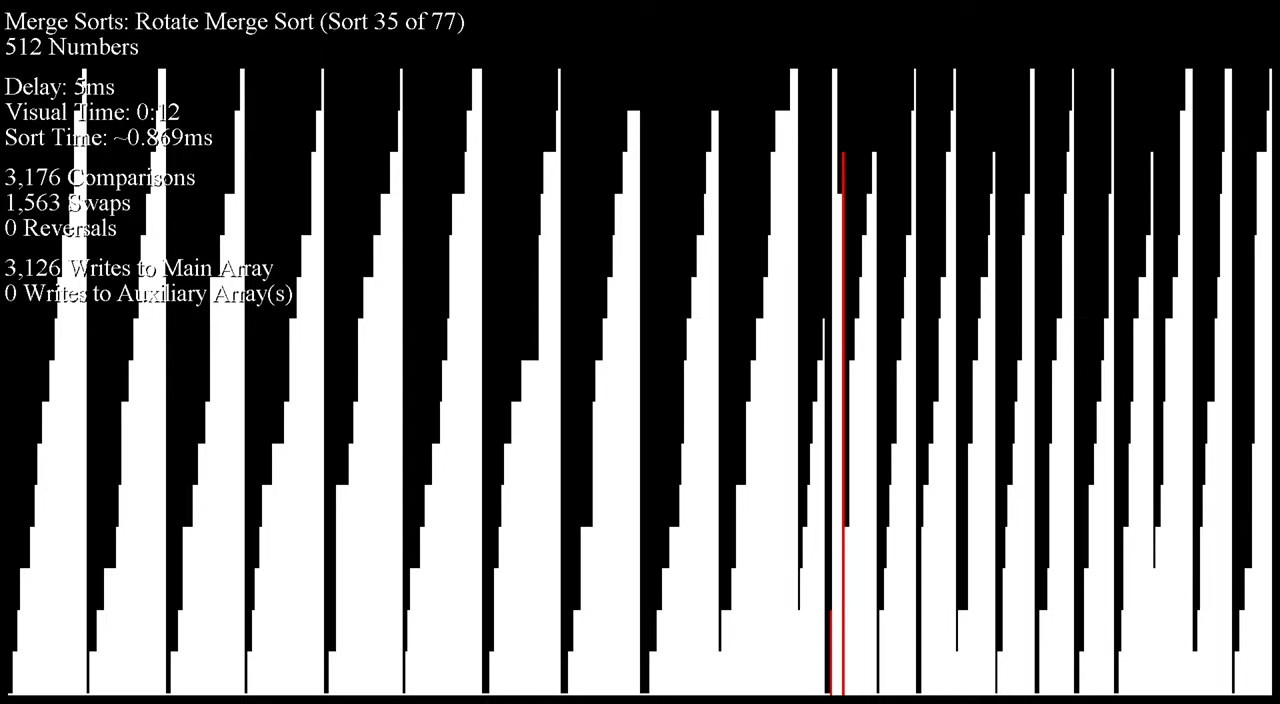 Merge Sorts: Rotate Merge Sort (Sort 35 of 77)
512 Numbers
Delay: 5ms
Visual Time: 0:12
Sort Time: ~0.869ms
3,176 Comparisons
1,563 Swaps
0 Reversals
3,126 Writes to Main Array
0 Writes to Auxiliary Array(s)